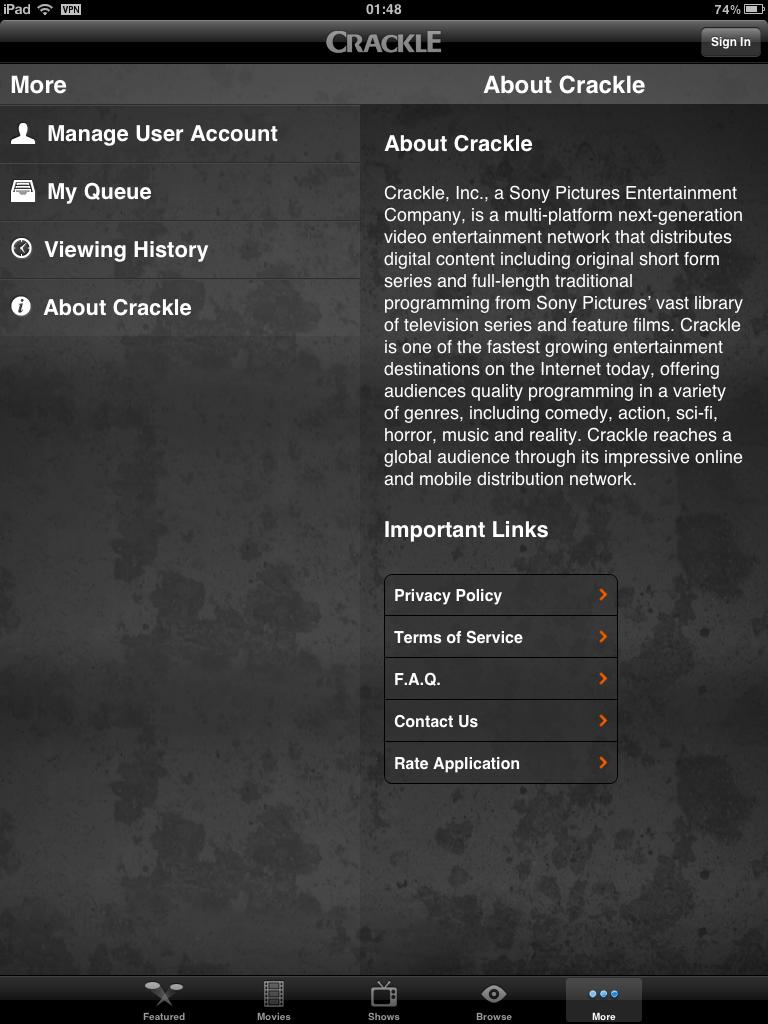 iPad VPN 01:48 74%
CRACKLE
Sign In
More
About Crackle
Manage User Account
My Queue
Viewing History
About Crackle
About Crackle
Crackle, Inc., a Sony Pictures Entertainment
Company, is a multi-platform next-generation
video entertainment network that distributes
digital content including original short form
series and full-length traditional
programming from Sony Pictures’ vast library
of television series and feature films. Crackle
is one of the fastest growing entertainment
destinations on the Internet today, offering
audiences quality programming in a variety
of genres, including comedy, action, sci-fi,
horror, music and reality. Crackle reaches a
global audience through its impressive online
and mobile distribution network.
Important Links
Privacy Policy
Terms of Service
F.A.Q.
Contact Us
Rate Application
Featured
Movies
Shows
Browse
More